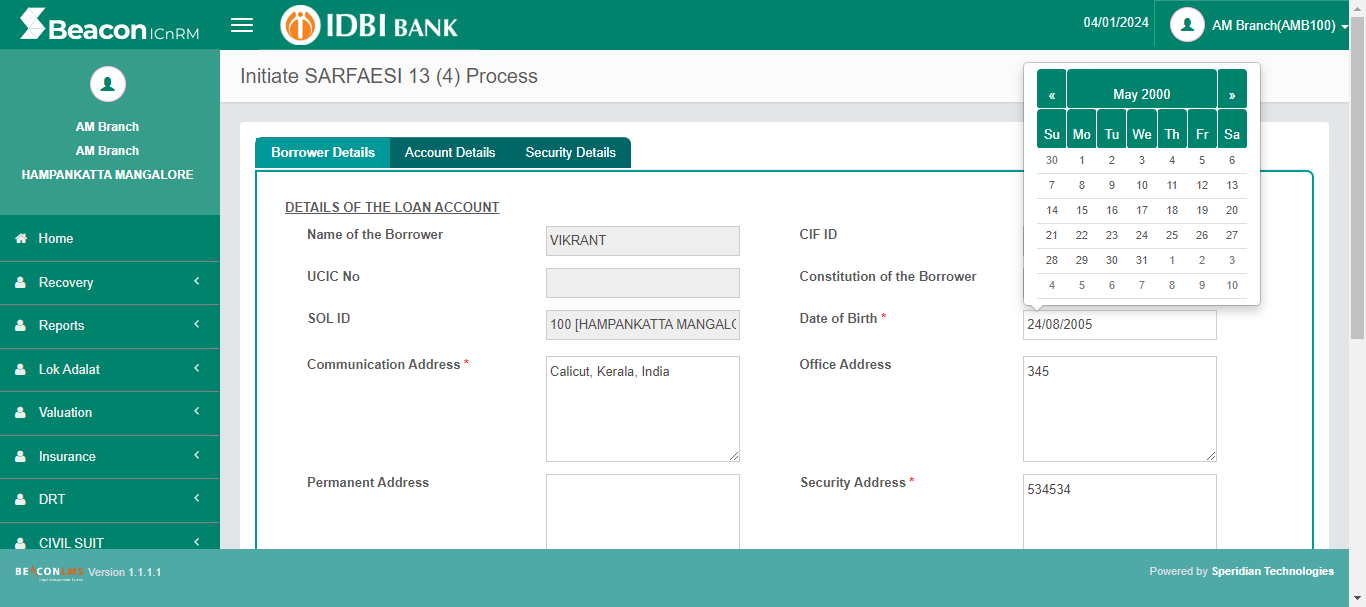 Beacon ICnRM
IDBI BANK
04/01/2024
AM Branch(AMB100)
AM Branch
AM Branch
HAMPANKATTA MANGALORE
Home
Recovery
Reports
Lok Adalat
Valuation
Insurance
DRT
CIVIL SUIT
Initiate SARFAESI 13 (4) Process
Borrower Details Account Details Security Details
DETAILS OF THE LOAN ACCOUNT
Name of the Borrower VIKRANT CIF ID
UCIC No Constitution of the Borrower
SOL ID 100 [HAMPANKATTA MANGALO Date of Birth * 24/08/2005
Communication Address * Calicut, Kerala, India Office Address 345
Permanent Address Security Address * 534534
« May 2000 »
Su Mo Tu We Th Fr Sa
30 1 2 3 4 5 6
7 8 9 10 11 12 13
14 15 16 17 18 19 20
21 22 23 24 25 26 27
28 29 30 31 1 2 3
4 5 6 7 8 9 10
BEACONLMS Version 1.1.1.1
Powered by Speridian Technologies